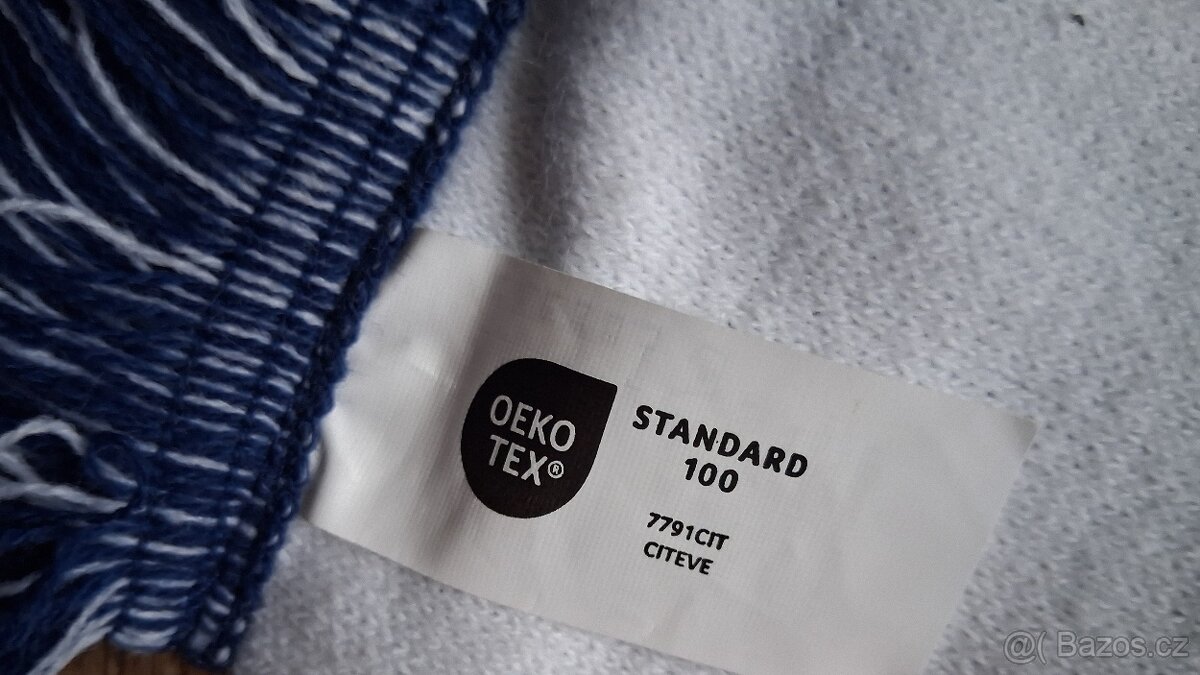 OEKO
TEX®
STANDARD
100
7791CIT
CITEVE
@( Bazos.cz